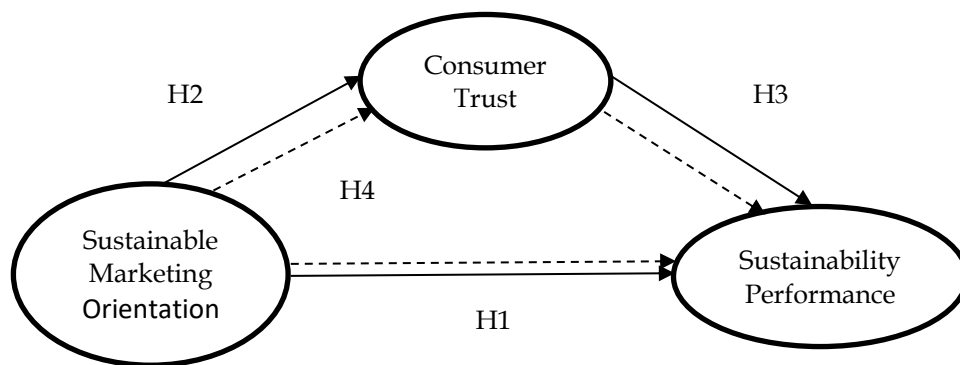 Consumer
Trust
H2
H3
H4
Sustainable
Marketing
Orientation
Sustainability
Performance
H1